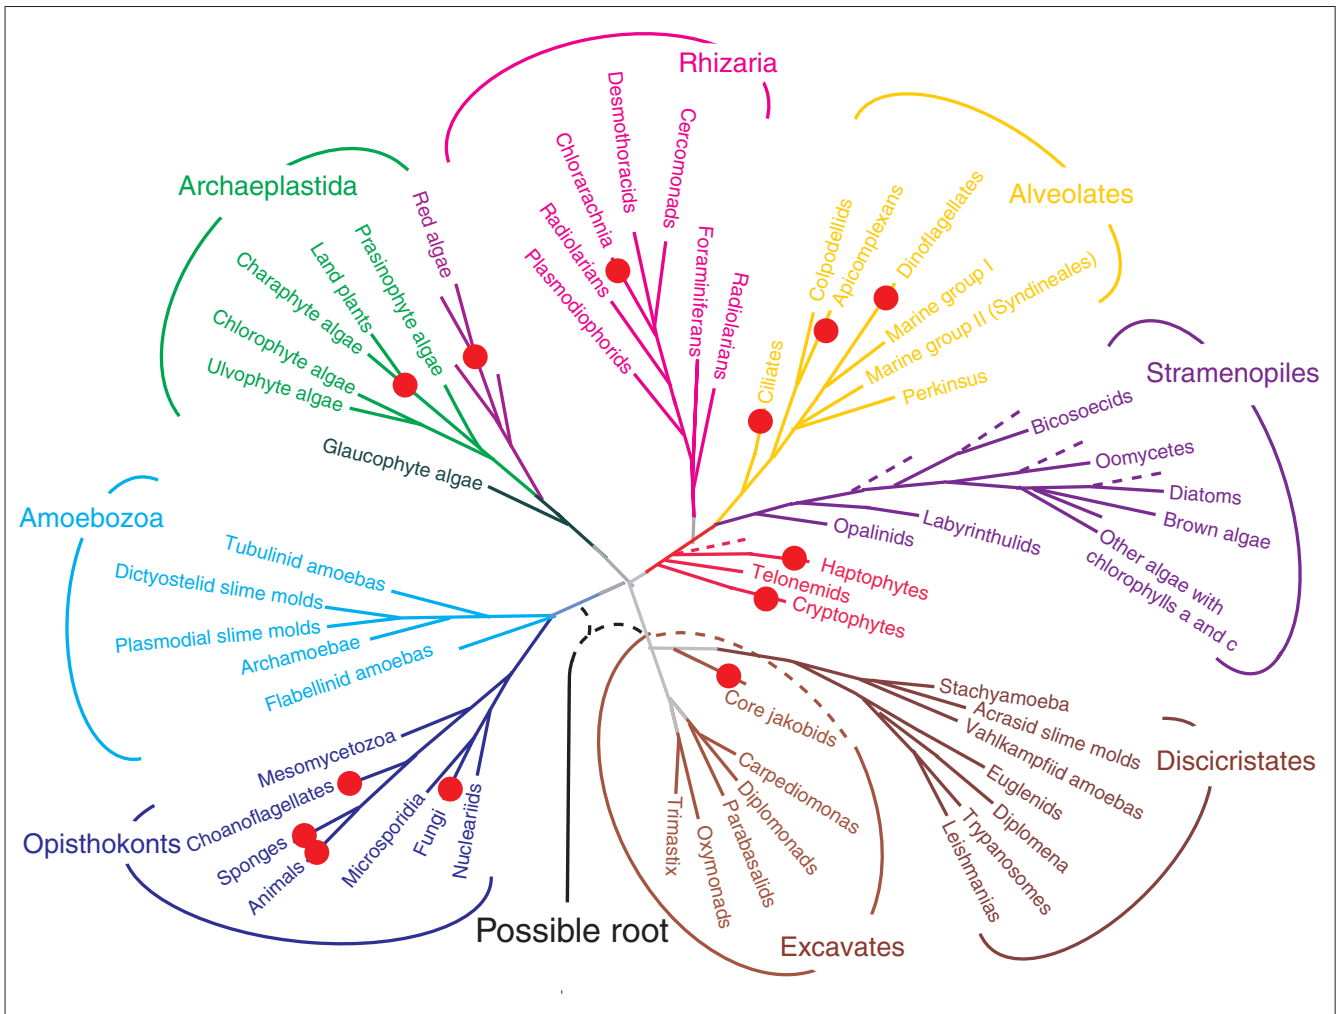 Rhizaria
Desmothoracids
Cercomonads
Chlorarachnia
Radiolarians
Plasmodiophorids
Foraminiferans
Radiolarians
Archaeplastida
Red algae
Prasinophyte algae
Land plants
Charaphyte algae
Chlorophyte algae
Ulvophyte algae
Glaucophyte algae
Alveolates
Colpodellids
Apicomplexans
Dinoflagellates
Marine group I
Marine group II (Syndineales)
Perkinsus
Ciliates
Stramenopiles
Bicosoecids
Oomycetes
Diatoms
Brown algae
Other algae with
chlorophylls a and c
Labyrinthulids
Opalinids
Haptophytes
Telonemids
Cryptophytes
Amoebozoa
Tubulinid amoebas
Dictyostelid slime molds
Plasmodial slime molds
Archamoebae
Flabellinid amoebas
Opisthokonts
Mesomycetozoa
Choanoflagellates
Sponges
Animals
Microsporidia
Fungi
Nucleariids
Possible root
Excavates
Core jakobids
Carpediomonas
Diplomonads
Parabasalids
Oxymonads
Trimastix
Discicristates
Stachyamoeba
Acrasid slime molds
Vahlkampfiid amoebas
Euglenids
Diplomena
Trypanosomes
Leishmanias